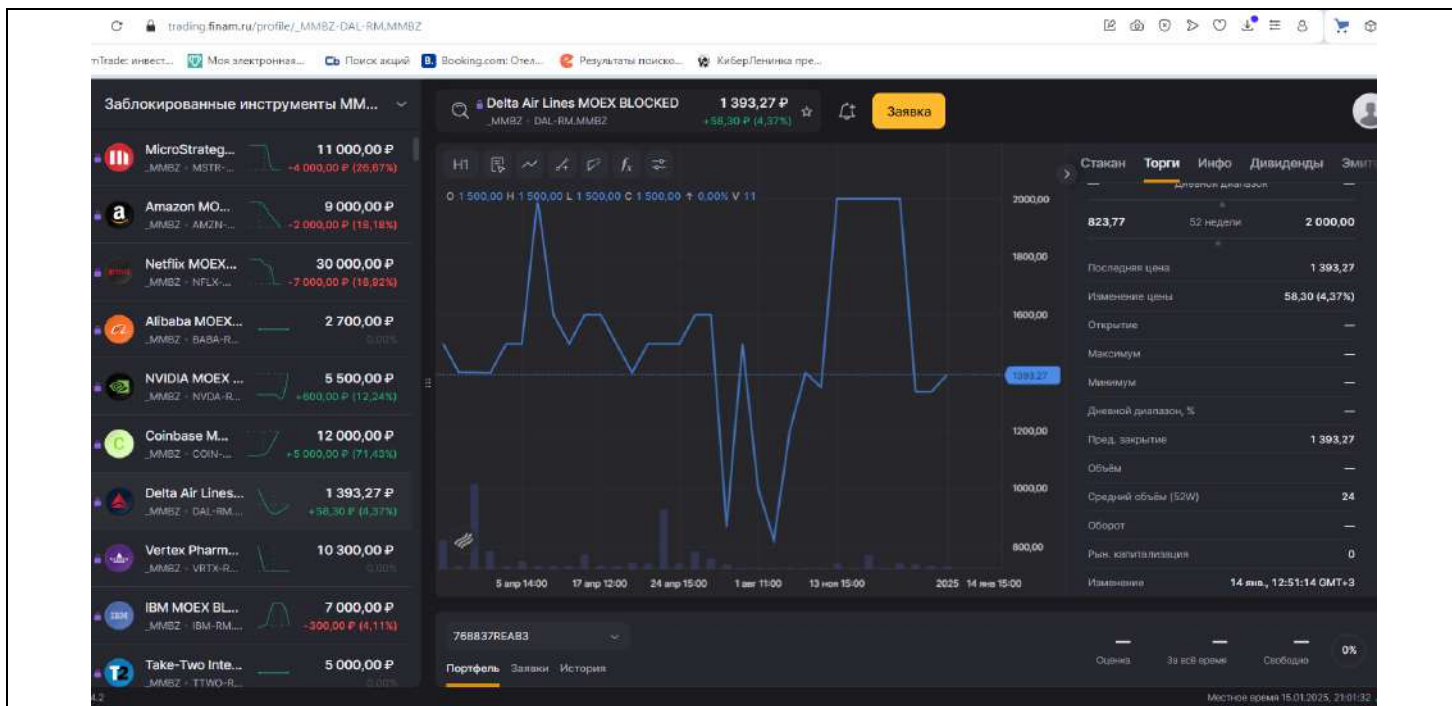 trading.finam.ru/profile/_MMBZ-DAL-RM.MMBZ
mTrade: инвест... Моя электронная... Сb Поиск акций B. Booking.com: Отел... Результаты поиско... КиберЛенинка пре...
Заблокированные инструменты MM...
Delta Air Lines MOEX BLOCKED 1 393,27 ₽
_MMBZ · DAL-RM.MMBZ +58,30 ₽ (4,37%)
Заявка
MicroStrateg... 11 000,00 ₽
_MMBZ · MSTR-... -4 000,00 ₽ (26,67%)
Amazon MO... 9 000,00 ₽
_MMBZ · AMZN-... -2 000,00 ₽ (18,18%)
Netflix MOEX... 30 000,00 ₽
_MMBZ · NFLX-... -7 000,00 ₽ (18,92%)
Alibaba MOEX... 2 700,00 ₽
_MMBZ · BABA-R... 0,00%
NVIDIA MOEX ... 5 500,00 ₽
_MMBZ · NVDA-R... +600,00 ₽ (12,24%)
Coinbase M... 12 000,00 ₽
_MMBZ · COIN-... +5 000,00 ₽ (71,43%)
Delta Air Lines... 1 393,27 ₽
_MMBZ · DAL-RM.... +58,30 ₽ (4,37%)
Vertex Pharm... 10 300,00 ₽
_MMBZ · VRTX-R... 0,00%
IBM MOEX BL... 7 000,00 ₽
_MMBZ · IBM-RM.... -300,00 ₽ (4,11%)
Take-Two Inte... 5 000,00 ₽
_MMBZ · TTWO-R... 0,00%
4.2
H1
O 1 500,00 H 1 500,00 L 1 500,00 C 1 500,00 ↑ 0,00% V 11
2000,00
1800,00
1600,00
1393,27
1200,00
1000,00
800,00
5 апр 14:00 17 апр 12:00 24 апр 15:00 1 авг 11:00 13 ноя 15:00 2025 14 янв 15:00
Стакан Торги Инфо Дивиденды Эмит
— Дневной диапазон —
823,77 52 недели 2 000,00
Последняя цена 1 393,27
Изменение цены 58,30 (4,37%)
Открытие —
Максимум —
Минимум —
Дневной диапазон, % —
Пред. закрытие 1 393,27
Объём —
Средний объём (52W) 24
Оборот —
Рын. капитализация 0
Изменение 14 янв., 12:51:14 GMT+3
768837REAB3
Портфель Заявки История
— — —
Оценка За всё время Свободно 0%
Местное время 15.01.2025, 21:01:32